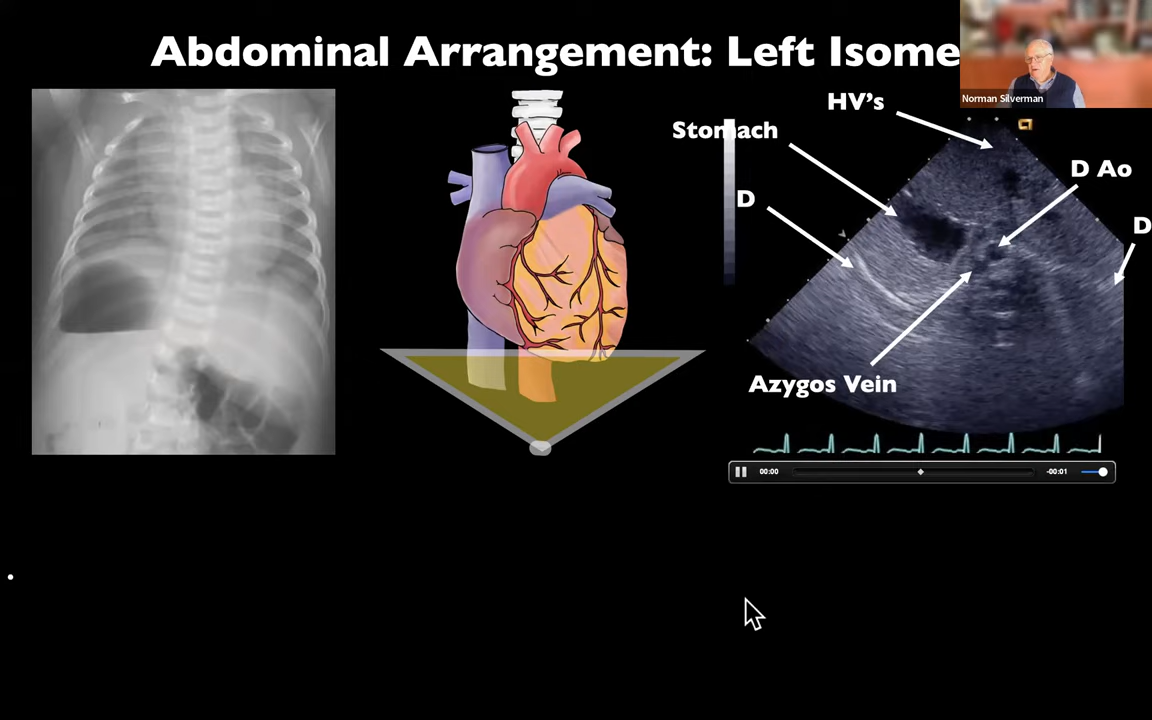 Abdominal Arrangement: Left Isome
Norman Silverman
HV's
Stomach
D Ao
D
D
Azygos Vein
00:00
-00:01